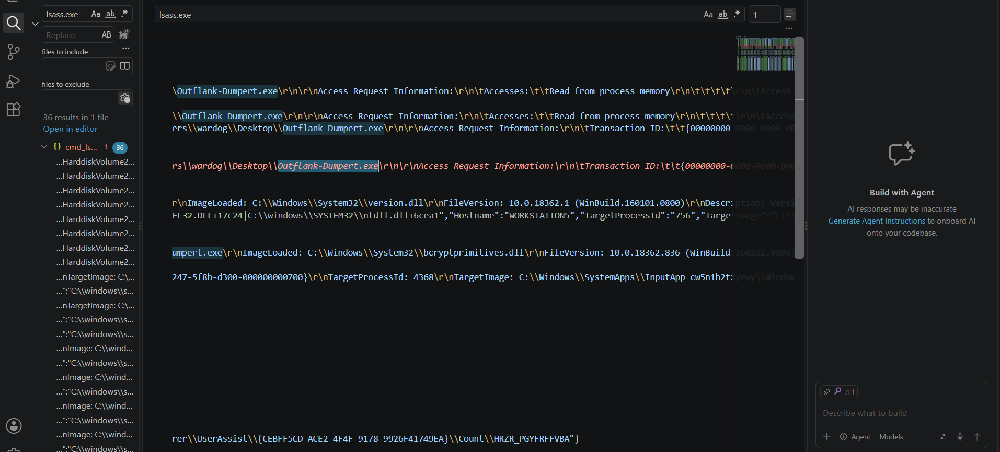 lsass.exe
Aa ab .*
Replace
AB
files to include
files to exclude
36 results in 1 file -
Open in editor
{} cmd_ls... 1 36
...HarddiskVolume2...
...HarddiskVolume2...
...HarddiskVolume2...
...HarddiskVolume2...
...HarddiskVolume2...
...HarddiskVolume2...
...HarddiskVolume2...
...HarddiskVolume2...
...nTargetImage: C:\...
...":"C:\\windows\\s...
...nTargetImage: C:\...
...":"C:\\windows\\s...
...":"C:\\windows\\s...
...nImage: C:\\wind...
...":"C:\\windows\\s...
...nImage: C:\\wind...
...":"C:\\windows\\s...
...nImage: C:\\wind...
...":"C:\\windows\\s...
...nImage: C:\\wind...
...":"C:\\windows\\s...
lsass.exe
Aa ab .* 1
\Outflank-Dumpert.exe\r\n\r\nAccess Request Information:\r\n\tAccesses:\t\tRead from process memory\r\n\t\t\t\t\r\n\tAccess
\\Outflank-Dumpert.exe\r\n\r\nAccess Request Information:\r\n\tAccesses:\t\tRead from process memory\r\n\t\t\t\t\r\n\tAccess
ers\\wardog\\Desktop\\Outflank-Dumpert.exe\r\n\r\nAccess Request Information:\r\n\tTransaction ID:\t\t{00000000-0000-0000-00
rs\\wardog\\Desktop\\Outflank-Dumpert.exe\r\n\r\nAccess Request Information:\r\n\tTransaction ID:\t\t{00000000-0000-0000-000
r\nImageLoaded: C:\\Windows\\System32\\version.dll\r\nFileVersion: 10.0.18362.1 (WinBuild.160101.0800)\r\nDescription: Versi
EL32.DLL+17c24|C:\\windows\\SYSTEM32\\ntdll.dll+6cea1","Hostname":"WORKSTATION5","TargetProcessId":"756","TargetImage":"C:\\
umpert.exe\r\nImageLoaded: C:\\Windows\\System32\\bcryptprimitives.dll\r\nFileVersion: 10.0.18362.836 (WinBuild.160101.0800)
247-5f8b-d300-000000000700}\r\nTargetProcessId: 4368\r\nTargetImage: C:\\Windows\\SystemApps\\InputApp_cw5n1h2txyewy\\Window
rer\\UserAssist\\{CEBFF5CD-ACE2-4F4F-9178-9926F41749EA}\\Count\\HRZR_PGYFRFFVBA"}
Build with Agent
AI responses may be inaccurate
Generate Agent Instructions to onboard AI
onto your codebase.
:11
Describe what to build
Agent Models